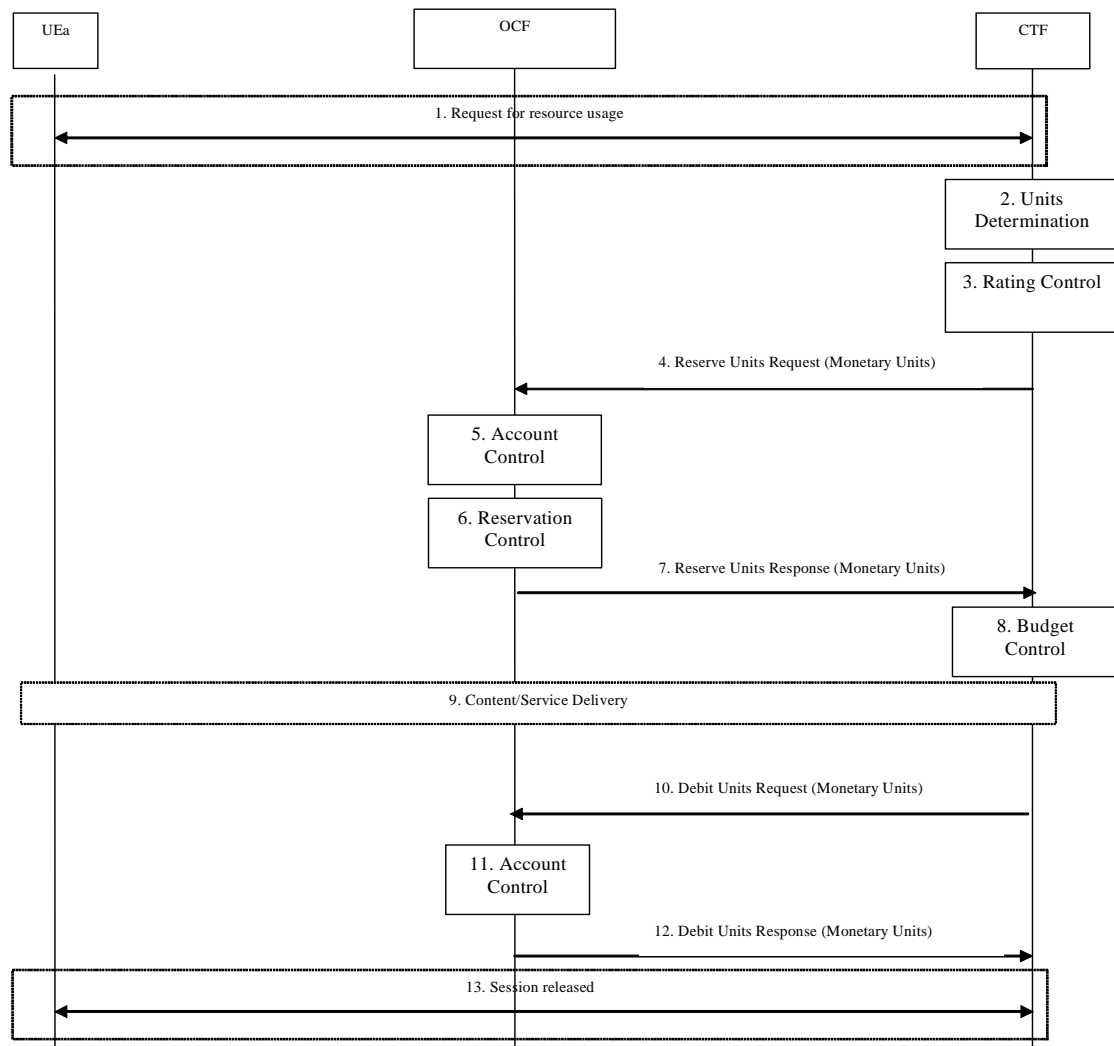 UEa
OCF
CTF
1. Request for resource usage
2. Units
Determination
3. Rating Control
4. Reserve Units Request (Monetary Units)
5. Account
Control
6. Reservation
Control
7. Reserve Units Response (Monetary Units)
8. Budget
Control
9. Content/Service Delivery
10. Debit Units Request (Monetary Units)
11. Account
Control
12. Debit Units Response (Monetary Units)
13. Session released